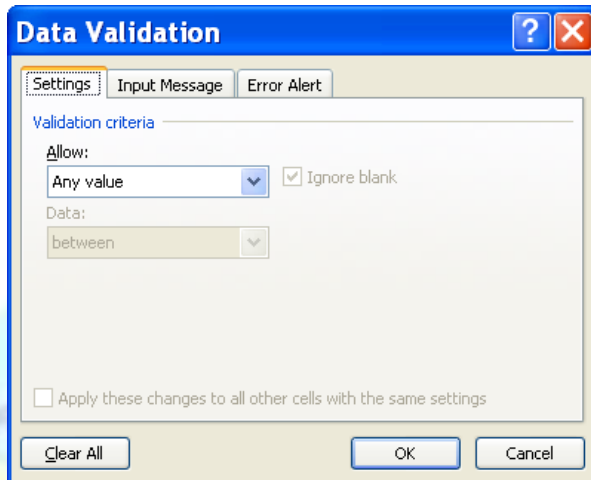 Data Validation
Settings Input Message Error Alert
Validation criteria
Allow:
Any value Ignore blank
Data:
between
Apply these changes to all other cells with the same settings
Clear All OK Cancel